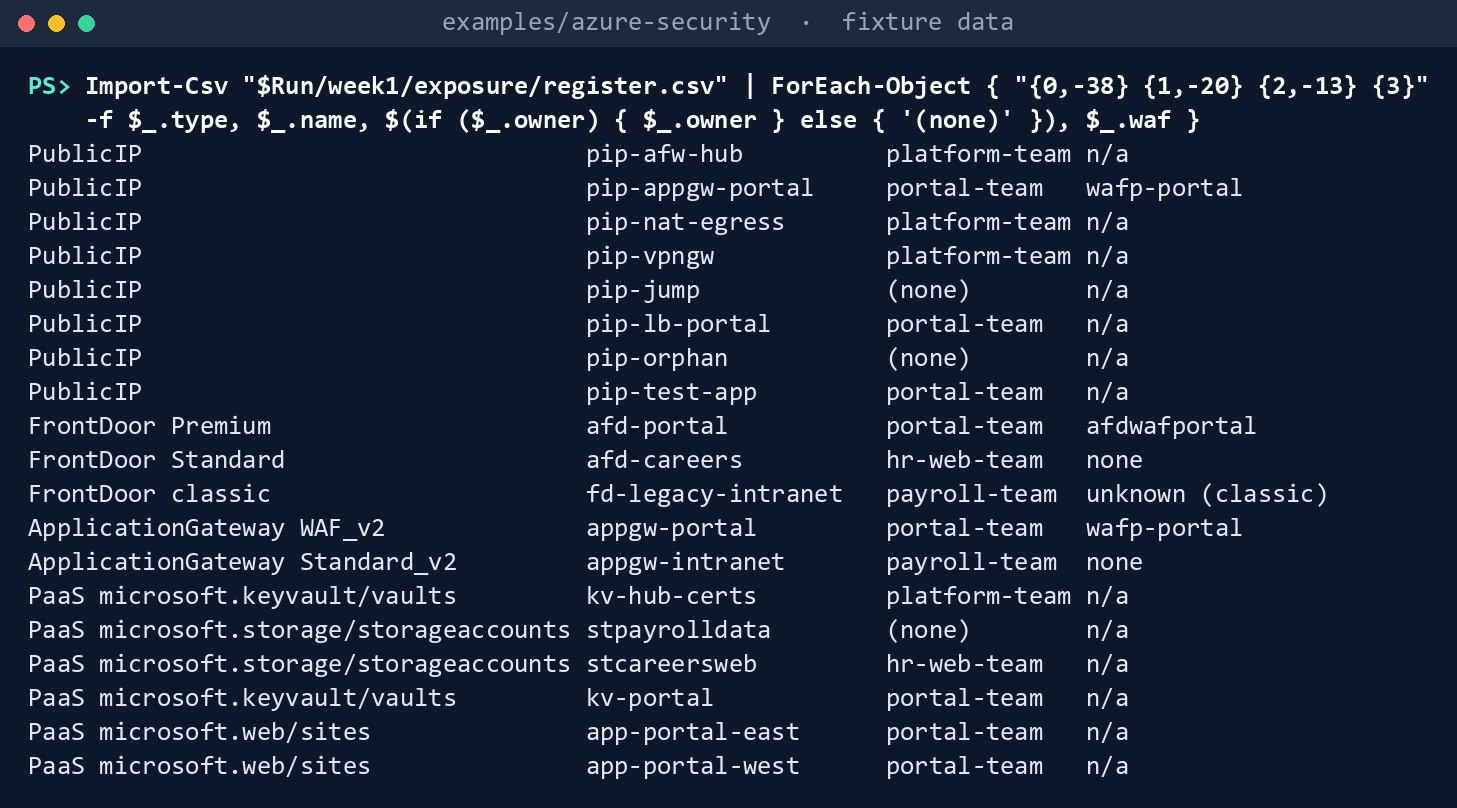 examples/azure-security · fixture data
PS> Import-Csv "$Run/week1/exposure/register.csv" | ForEach-Object { "{0,-38} {1,-20} {2,-13} {3}"
-f $_.type, $_.name, $(if ($_.owner) { $_.owner } else { '(none)' }), $_.waf }
PublicIP pip-afw-hub platform-team n/a
PublicIP pip-appgw-portal portal-team wafp-portal
PublicIP pip-nat-egress platform-team n/a
PublicIP pip-vpngw platform-team n/a
PublicIP pip-jump (none) n/a
PublicIP pip-lb-portal portal-team n/a
PublicIP pip-orphan (none) n/a
PublicIP pip-test-app portal-team n/a
FrontDoor Premium afd-portal portal-team afdwafportal
FrontDoor Standard afd-careers hr-web-team none
FrontDoor classic fd-legacy-intranet payroll-team unknown (classic)
ApplicationGateway WAF_v2 appgw-portal portal-team wafp-portal
ApplicationGateway Standard_v2 appgw-intranet payroll-team none
PaaS microsoft.keyvault/vaults kv-hub-certs platform-team n/a
PaaS microsoft.storage/storageaccounts stpayrolldata (none) n/a
PaaS microsoft.storage/storageaccounts stcareersweb hr-web-team n/a
PaaS microsoft.keyvault/vaults kv-portal portal-team n/a
PaaS microsoft.web/sites app-portal-east portal-team n/a
PaaS microsoft.web/sites app-portal-west portal-team n/a